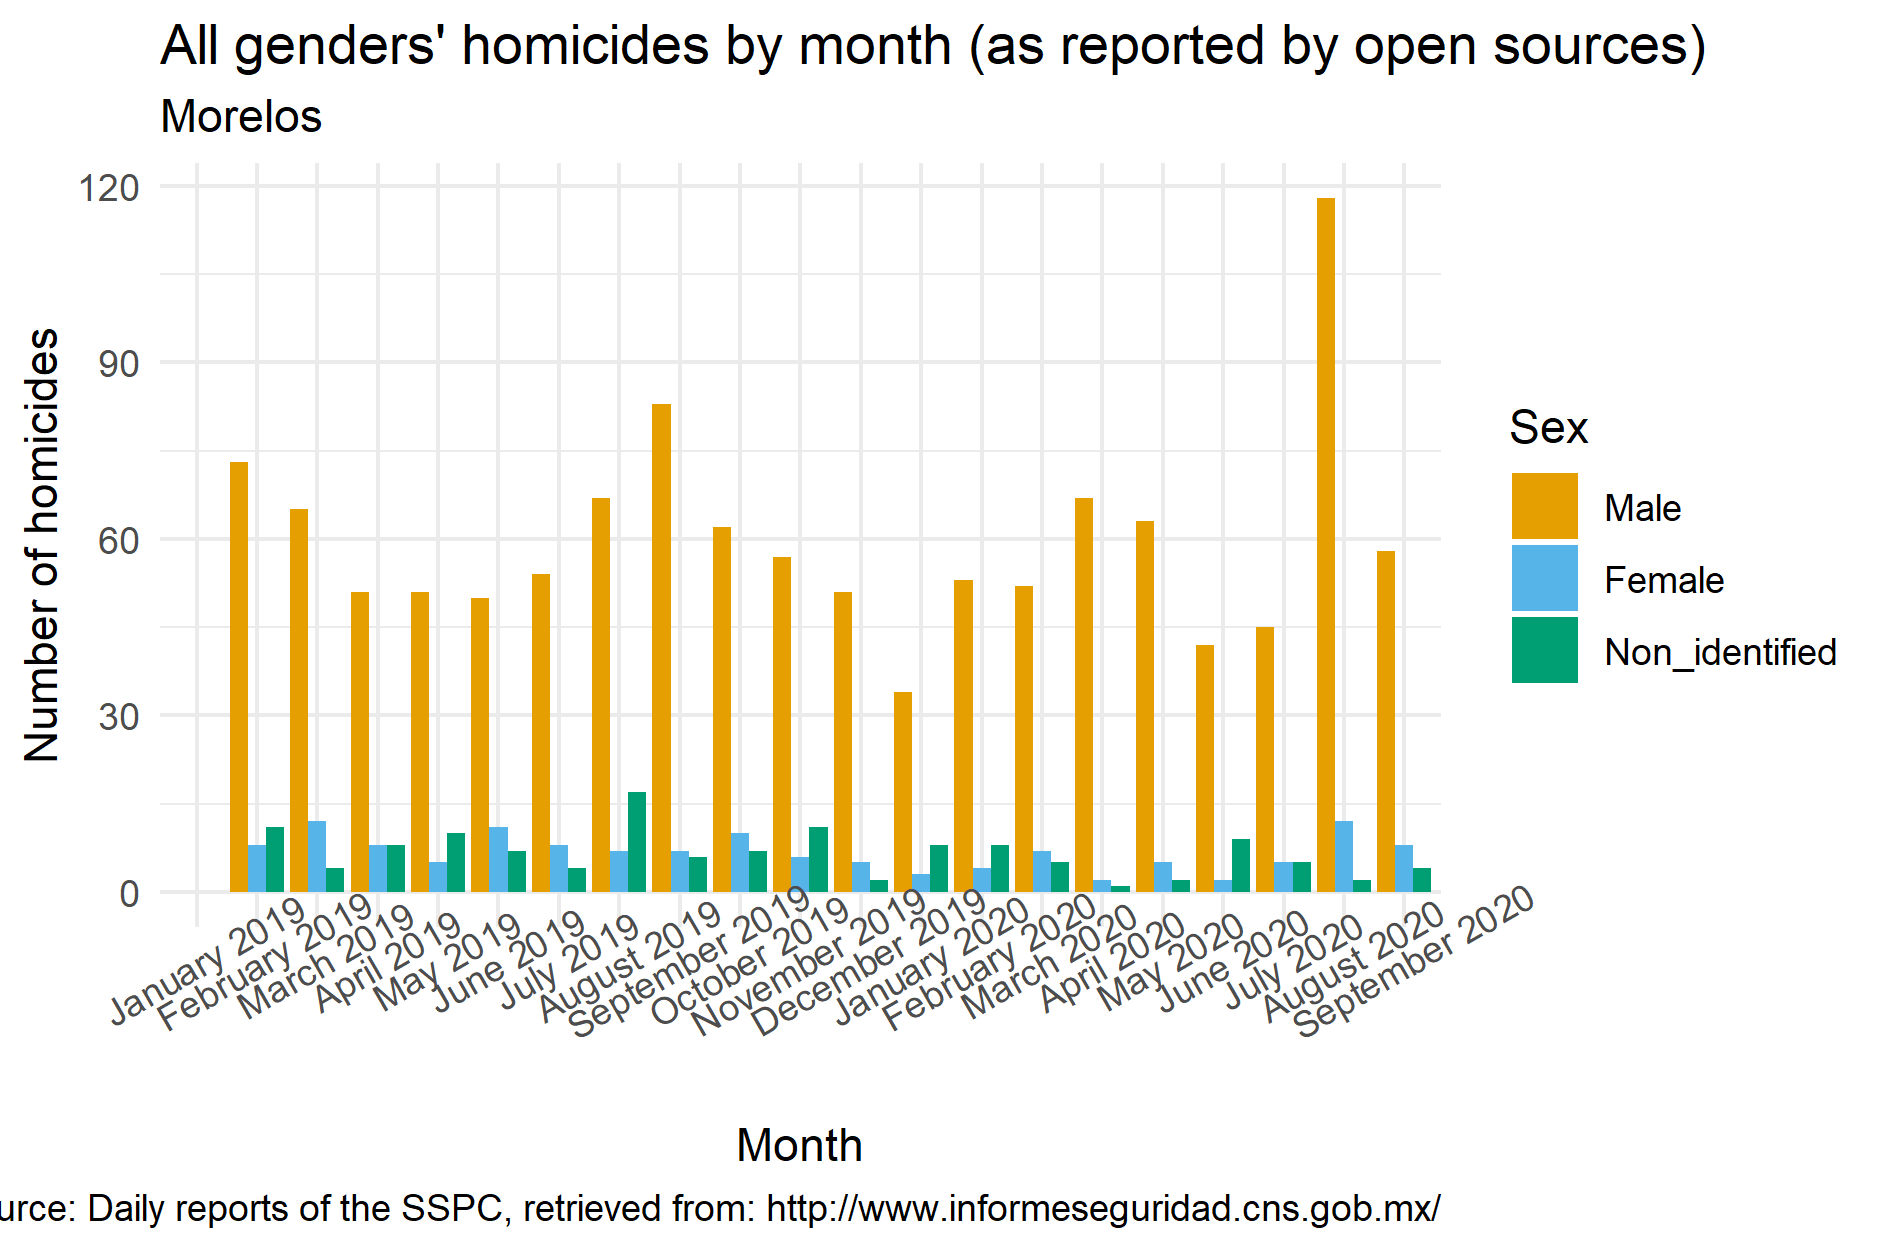 All genders' homicides by month (as reported by open sources)
Morelos
Number of homicides
120
90
60
30
0
Sex
Male
Female
Non_identified
January 2019
February 2019
March 2019
April 2019
May 2019
June 2019
July 2019
August 2019
September 2019
October 2019
November 2019
December 2019
January 2020
February 2020
March 2020
April 2020
May 2020
June 2020
July 2020
August 2020
September 2020
Month
urce: Daily reports of the SSPC, retrieved from: http://www.informeseguridad.cns.gob.mx/